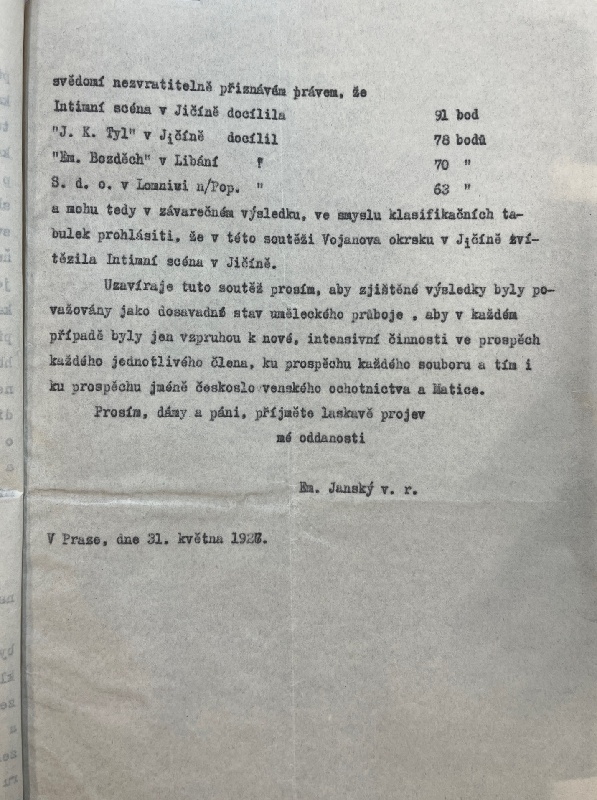 svědomí nezvratitelně přiznávám právem, že
Intimní scéna v Jičíně docílila 91 bod
"J. K. Tyl" v Jičíně docílil 78 bodů
"Em. Bozděch" v Libání " 70 "
S. d. o. v Lomnici n/Pop. " 63 "
a mohu tedy v závarečném výsledku, ve smyslu klasifikačních ta-
bulek prohlásiti, že v této soutěži Vojanova okrsku v Jičíně zví-
tězila Intimní scéna v Jičíně.
Uzavíraje tuto soutěž prosím, aby zjištěné výsledky byly po-
važovány jako dosavadní stav uměleckého průboje , aby v každém
případě byly jen vzpruhou k nové, intensivní činnosti ve prospěch
každého jednotlivého člena, ku prospěchu každého souboru a tím i
ku prospěchu jméně českoslo venského ochotnictva a Matice.
Prosím, dámy a páni, příjměte laskavě projev
mé oddanosti
Em. Janský v. r.
V Praze, dne 31. května